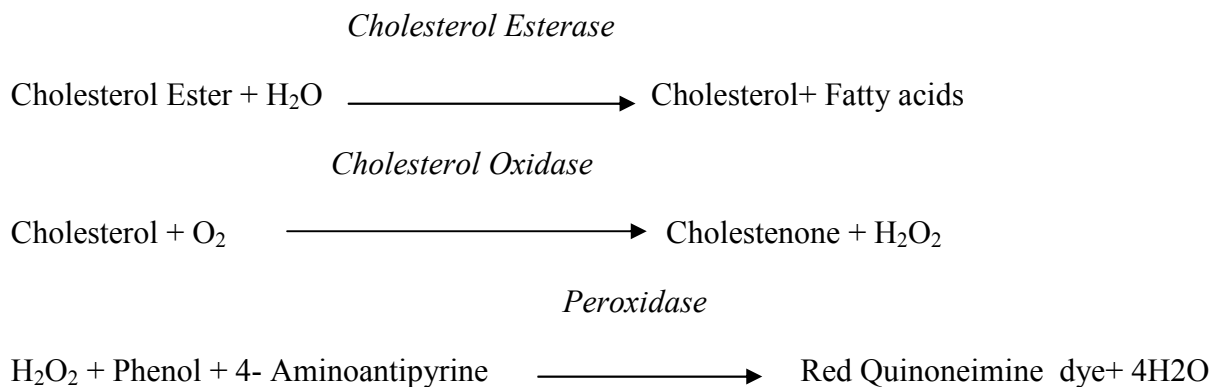 Cholesterol Esterase
Cholesterol Ester + H₂O Cholesterol+ Fatty acids
Cholesterol Oxidase
Cholesterol + O₂ Cholestenone + H₂O₂
Peroxidase
H₂O₂ + Phenol + 4- Aminoantipyrine Red Quinoneimine dye+ 4H2O